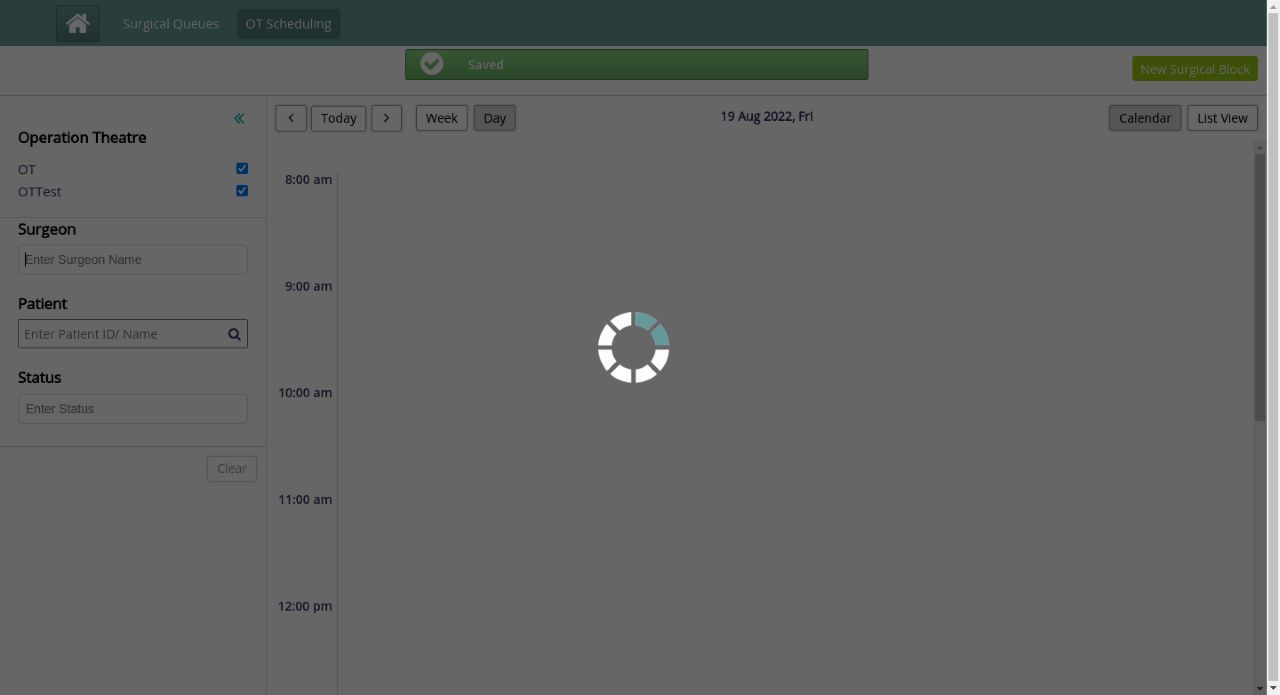 Surgical Queues
OT Scheduling
Saved
New Surgical Block
Today
Week
Day
19 Aug 2022, Fri
Calendar
List View
Operation Theatre
OT
OTTest
Surgeon
Enter Surgeon Name
Patient
Enter Patient ID/ Name
Status
Enter Status
Clear
8:00 am
9:00 am
10:00 am
11:00 am
12:00 pm